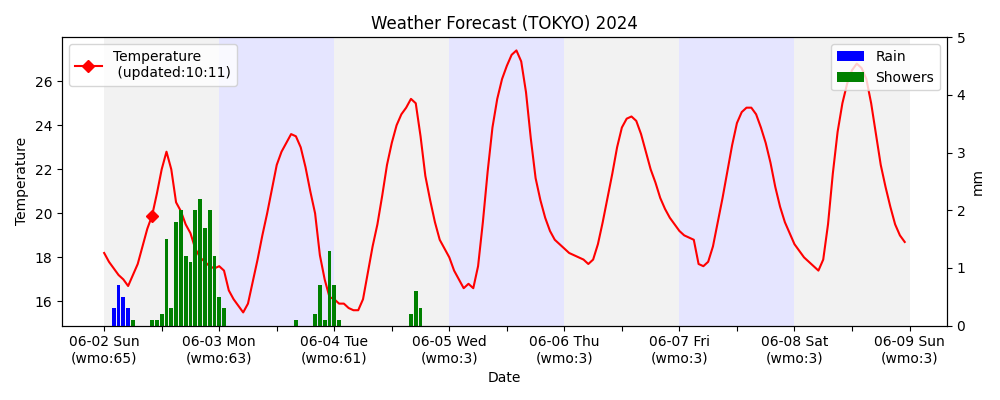 Weather Forecast (TOKYO) 2024
Temperature
(updated:10:11)
Rain
Showers
Temperature
26
24
22
20
18
16
5
4
3
2
1
0
mm
06-02 Sun
(wmo:65)
06-03 Mon
(wmo:63)
06-04 Tue
(wmo:61)
06-05 Wed
(wmo:3)
06-06 Thu
(wmo:3)
06-07 Fri
(wmo:3)
06-08 Sat
(wmo:3)
06-09 Sun
(wmo:3)
Date